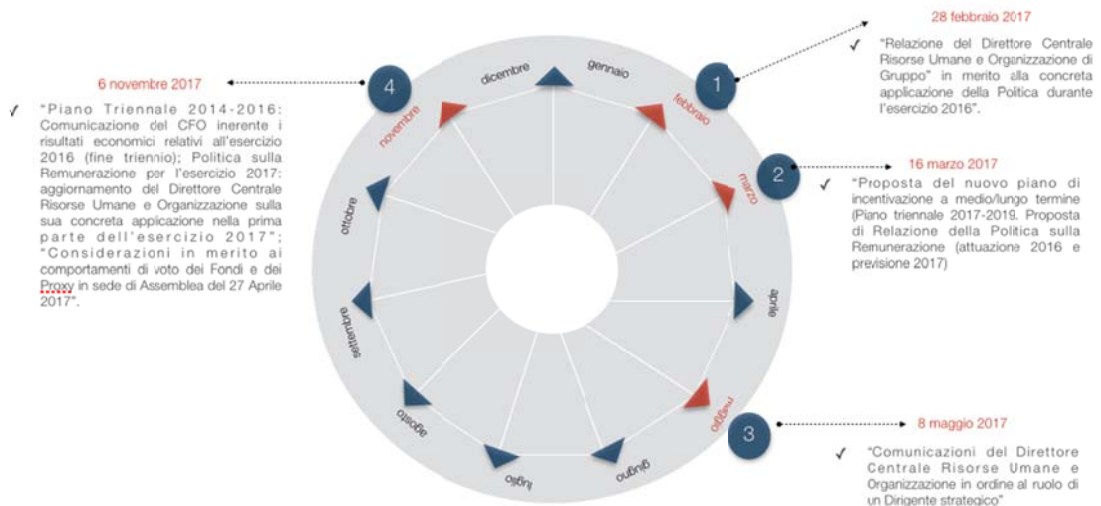 28 febbraio 2017
✓ "Relazione del Direttore Centrale
Risorse Umane e Organizzazione di
Gruppo" in merito alla concreta
applicazione della Politica durante
l'esercizio 2016".
16 marzo 2017
✓ "Proposta del nuovo piano di
incentivazione a medio/lungo termine
(Piano triennale 2017-2019. Proposta
di Relazione della Politica sulla
Remunerazione (attuazione 2016 e
previsione 2017)
8 maggio 2017
✓ "Comunicazioni del Direttore
Centrale Risorse Umane e
Organizzazione in ordine al ruolo di
un Dirigente strategico"
6 novembre 2017
✓ "Piano Triennale 2014-2016:
Comunicazione del CFO inerente i
risultati economici relativi all'esercizio
2016 (fine triennio); Politica sulla
Remunerazione per l'esercizio 2017:
aggiornamento del Direttore Centrale
Risorse Umane e Organizzazione sulla
sua concreta applicazione nella prima
parte dell'esercizio 2017";
"Considerazioni in merito ai
comportamenti di voto dei Fondi e dei
Proxy in sede di Assemblea del 27 Aprile
2017".
gennaio
febbraio
marzo
aprile
maggio
giugno
luglio
agosto
settembre
ottobre
novembre
dicembre
1
2
3
4